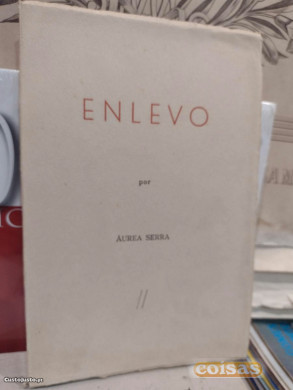 ENLEVO
por
ÁUREA SERRA
//
CustoJusto.pt
coisas